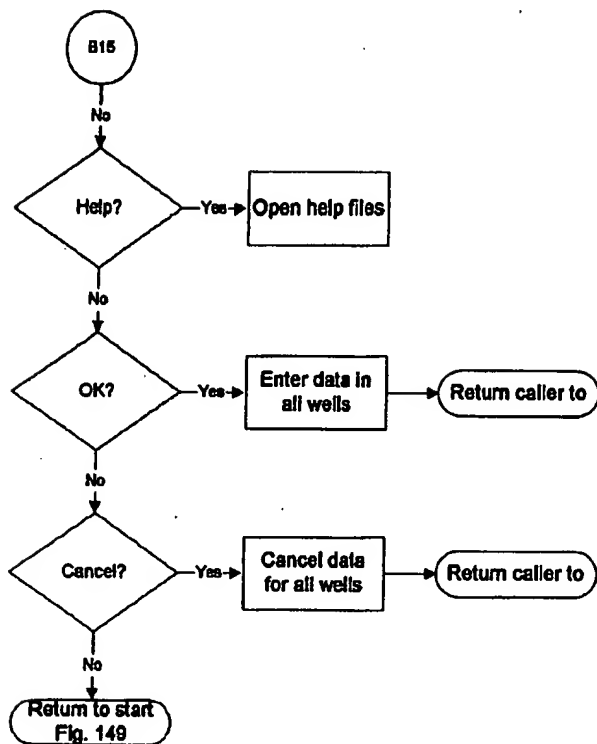 B15
No
Help?
Yes
Open help files
No
OK?
Yes
Enter data in
all wells
Return caller to
No
Cancel?
Yes
Cancel data
for all wells
Return caller to
No
Return to start
Fig. 149